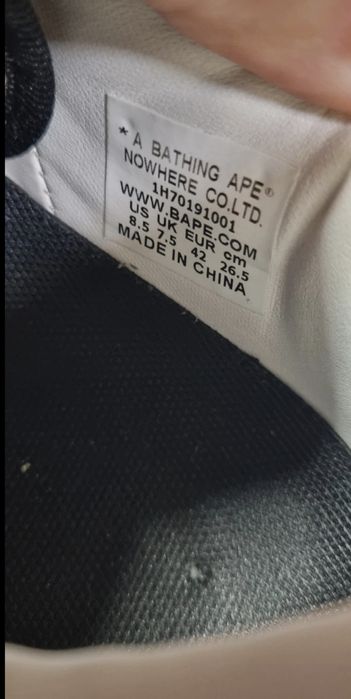 ★ A BATHING APE®
NOWHERE CO.LTD.
1H70191001
WWW.BAPE.COM
US UK EUR cm
8.5 7.5 42 26.5
MADE IN CHINA